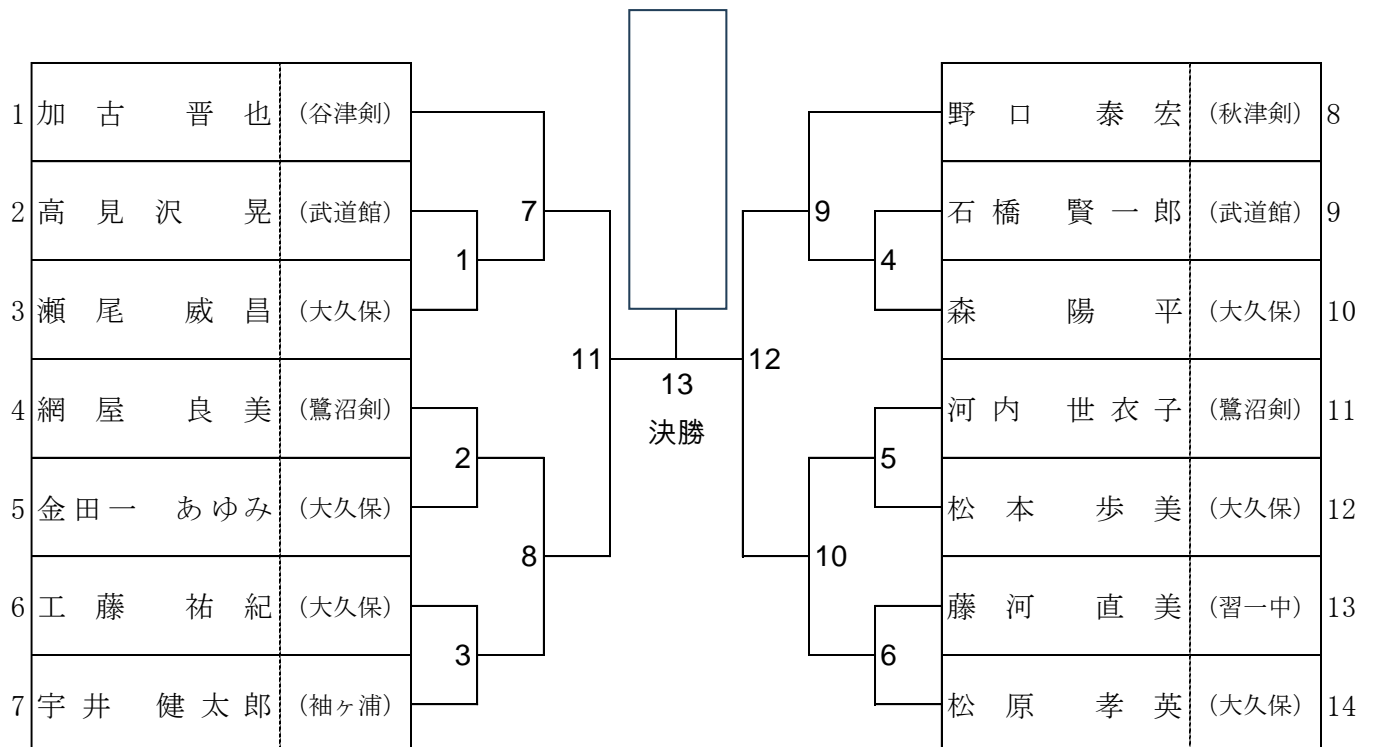 1 加古 晋也 (谷津剣)
2 高見沢 晃 (武道館)
3 瀬尾 威昌 (大久保)
4 網屋 良美 (鷺沼剣)
5 金田一 あゆみ (大久保)
6 工藤 祐紀 (大久保)
7 宇井 健太郎 (袖ヶ浦)
1
2
3
7
8
11
13
決勝
12
9
10
4
5
6
野口 泰宏 (秋津剣) 8
石橋 賢一郎 (武道館) 9
森 陽平 (大久保) 10
河内 世衣子 (鷺沼剣) 11
松本 歩美 (大久保) 12
藤河 直美 (習一中) 13
松原 孝英 (大久保) 14